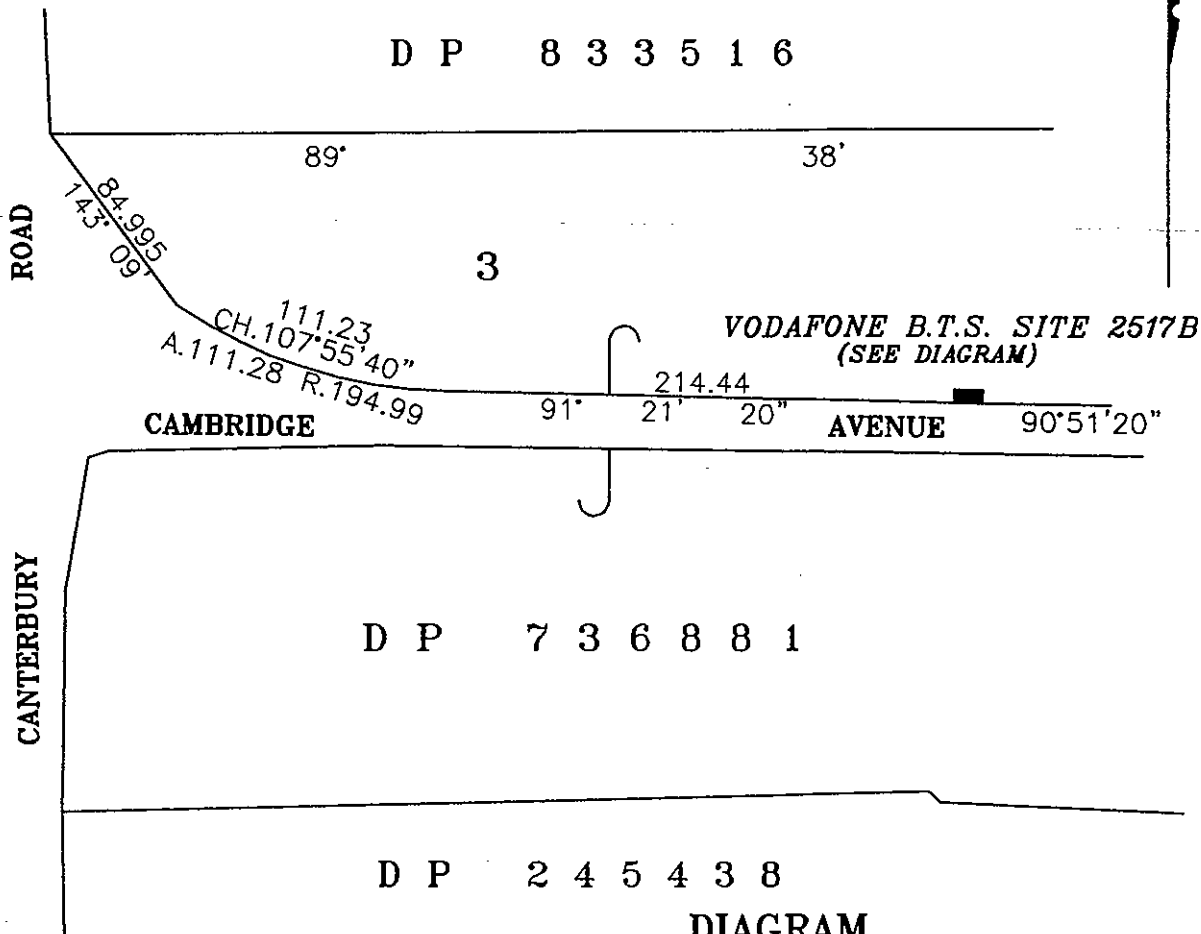 D P 8 3 3 5 1 6
89° 38'
ROAD
84.995
143° 09'
3
111.23
CH.107°55'40"
A.111.28 R.194.99
VODAFONE B.T.S. SITE 2517B
(SEE DIAGRAM)
214.44
91° 21' 20"
90°51'20"
CAMBRIDGE AVENUE
CANTERBURY
D P 7 3 6 8 8 1
D P 2 4 5 4 3 8
DIAGRAM